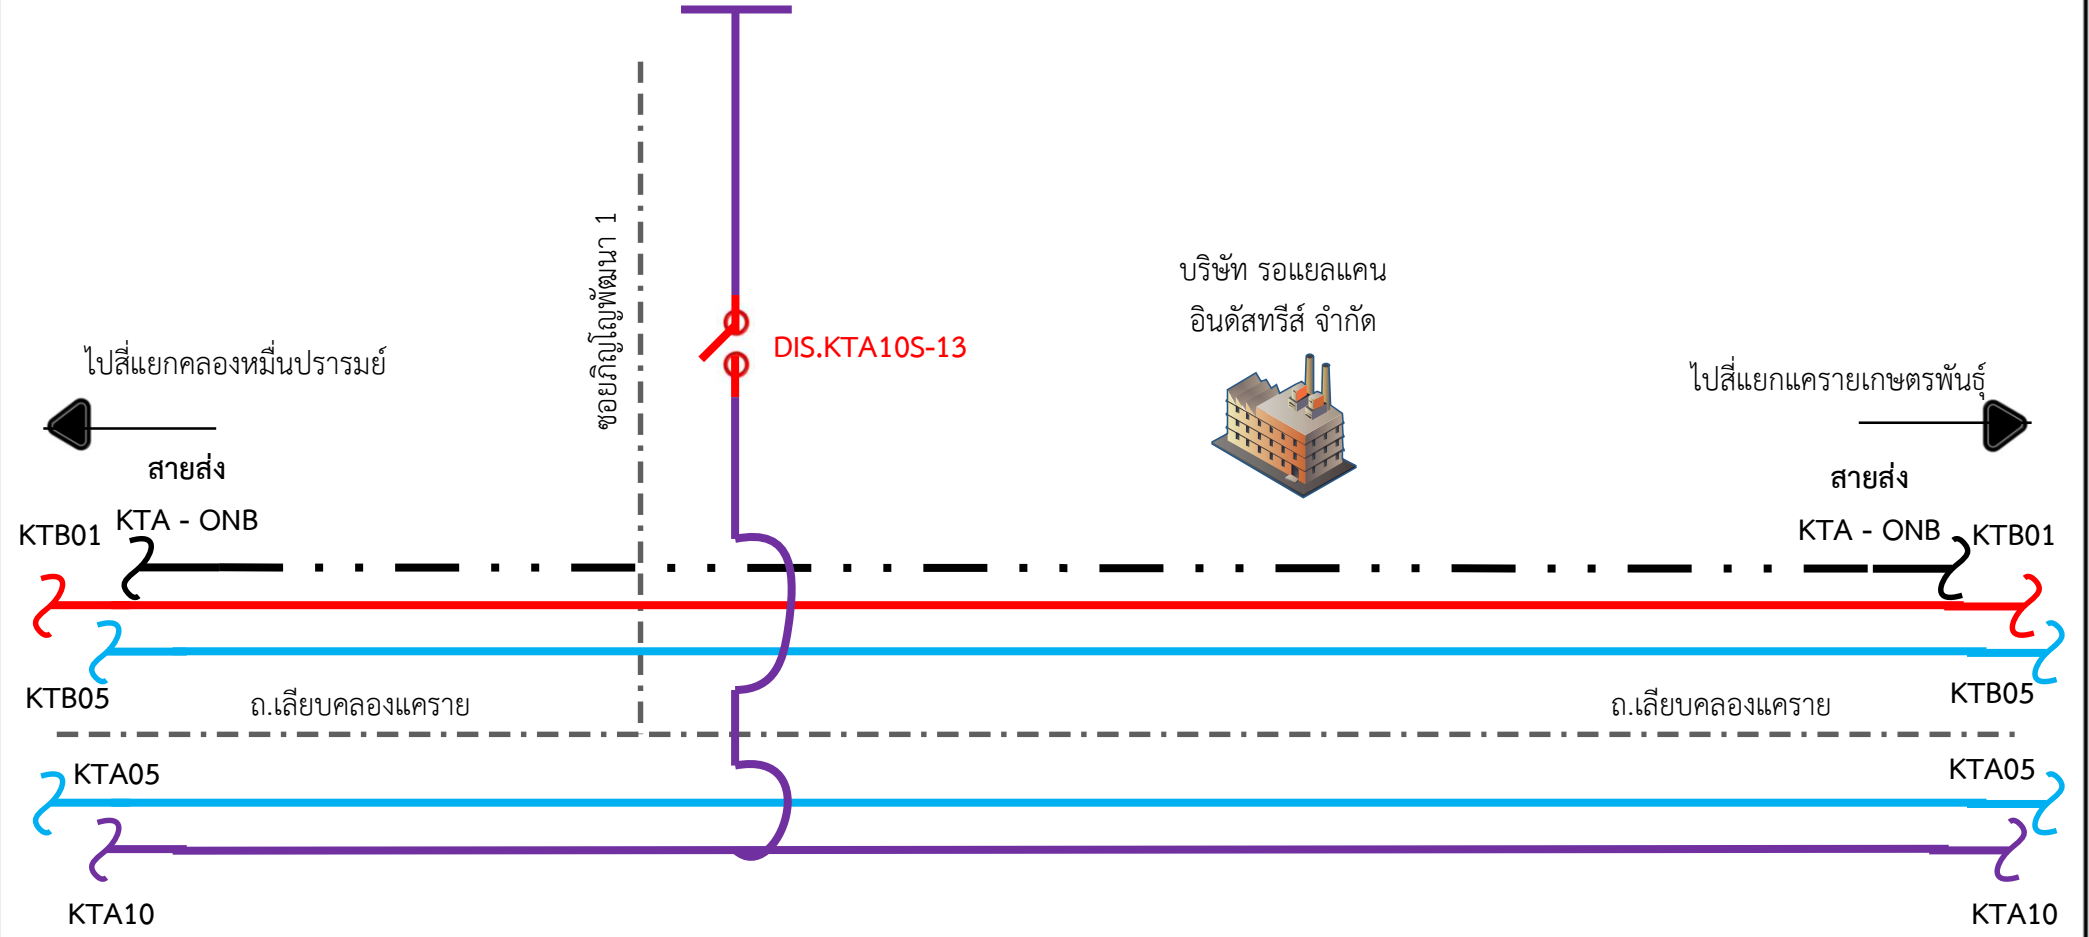 ซอยภิญโญพัฒนา 1
บริษัท รอแยลแคน
อินดัสทรีส์ จำกัด
DIS.KTA10S-13
ไปสี่แยกคลองหมื่นปรารมย์
ไปสี่แยกแครายเกษตรพันธุ์
สายส่ง
KTA - ONB
KTB01
สายส่ง
KTA - ONB
KTB01
KTB05
KTB05
ถ.เลียบคลองแคราย
ถ.เลียบคลองแคราย
KTA05
KTA05
KTA10
KTA10